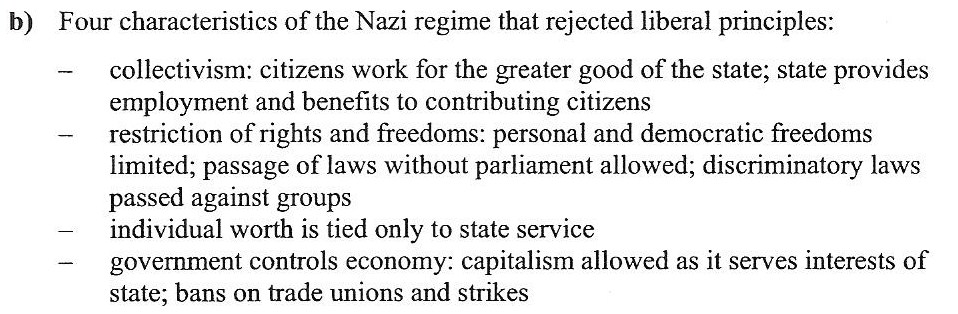 b) Four characteristics of the Nazi regime that rejected liberal principles:
– collectivism: citizens work for the greater good of the state; state provides
employment and benefits to contributing citizens
– restriction of rights and freedoms: personal and democratic freedoms
limited; passage of laws without parliament allowed; discriminatory laws
passed against groups
– individual worth is tied only to state service
– government controls economy: capitalism allowed as it serves interests of
state; bans on trade unions and strikes